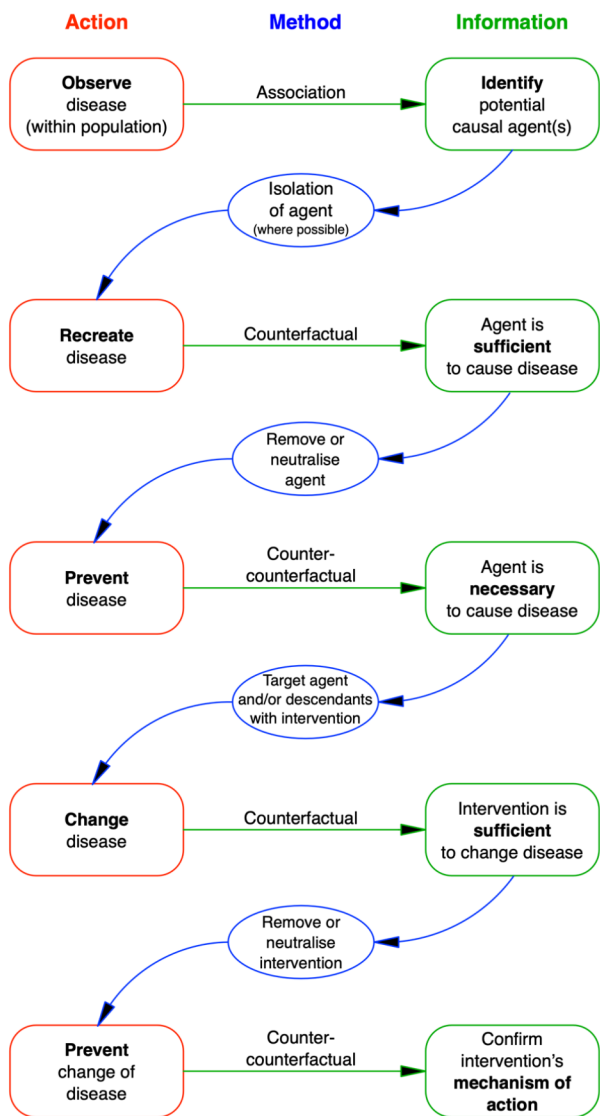 Action
Method
Information
Observe
disease
(within population)
Association
Identify
potential
causal agent(s)
Isolation
of agent
(where possible)
Recreate
disease
Counterfactual
Agent is
sufficient
to cause disease
Remove or
neutralise
agent
Prevent
disease
Counter-
counterfactual
Agent is
necessary
to cause disease
Target agent
and/or descendants
with intervention
Change
disease
Counterfactual
Intervention is
sufficient
to change disease
Remove or
neutralise
intervention
Prevent
change of
disease
Counter-
counterfactual
Confirm
intervention's
mechanism of
action